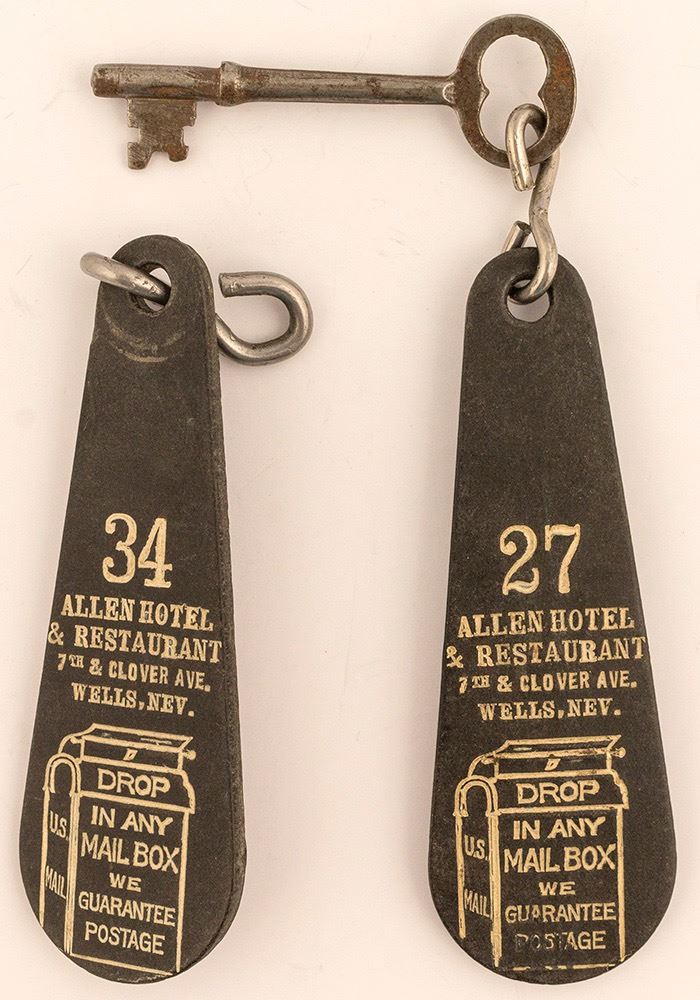 34
ALLEN HOTEL
& RESTAURANT
7TH & CLOVER AVE.
WELLS, NEV.
DROP
IN ANY
MAIL BOX
WE
GUARANTEE
POSTAGE
U.S.
MAIL
27
ALLEN HOTEL
& RESTAURANT
7TH & CLOVER AVE.
WELLS, NEV.
DROP
IN ANY
MAIL BOX
WE
GUARANTEE
POSTAGE
U.S.
MAIL